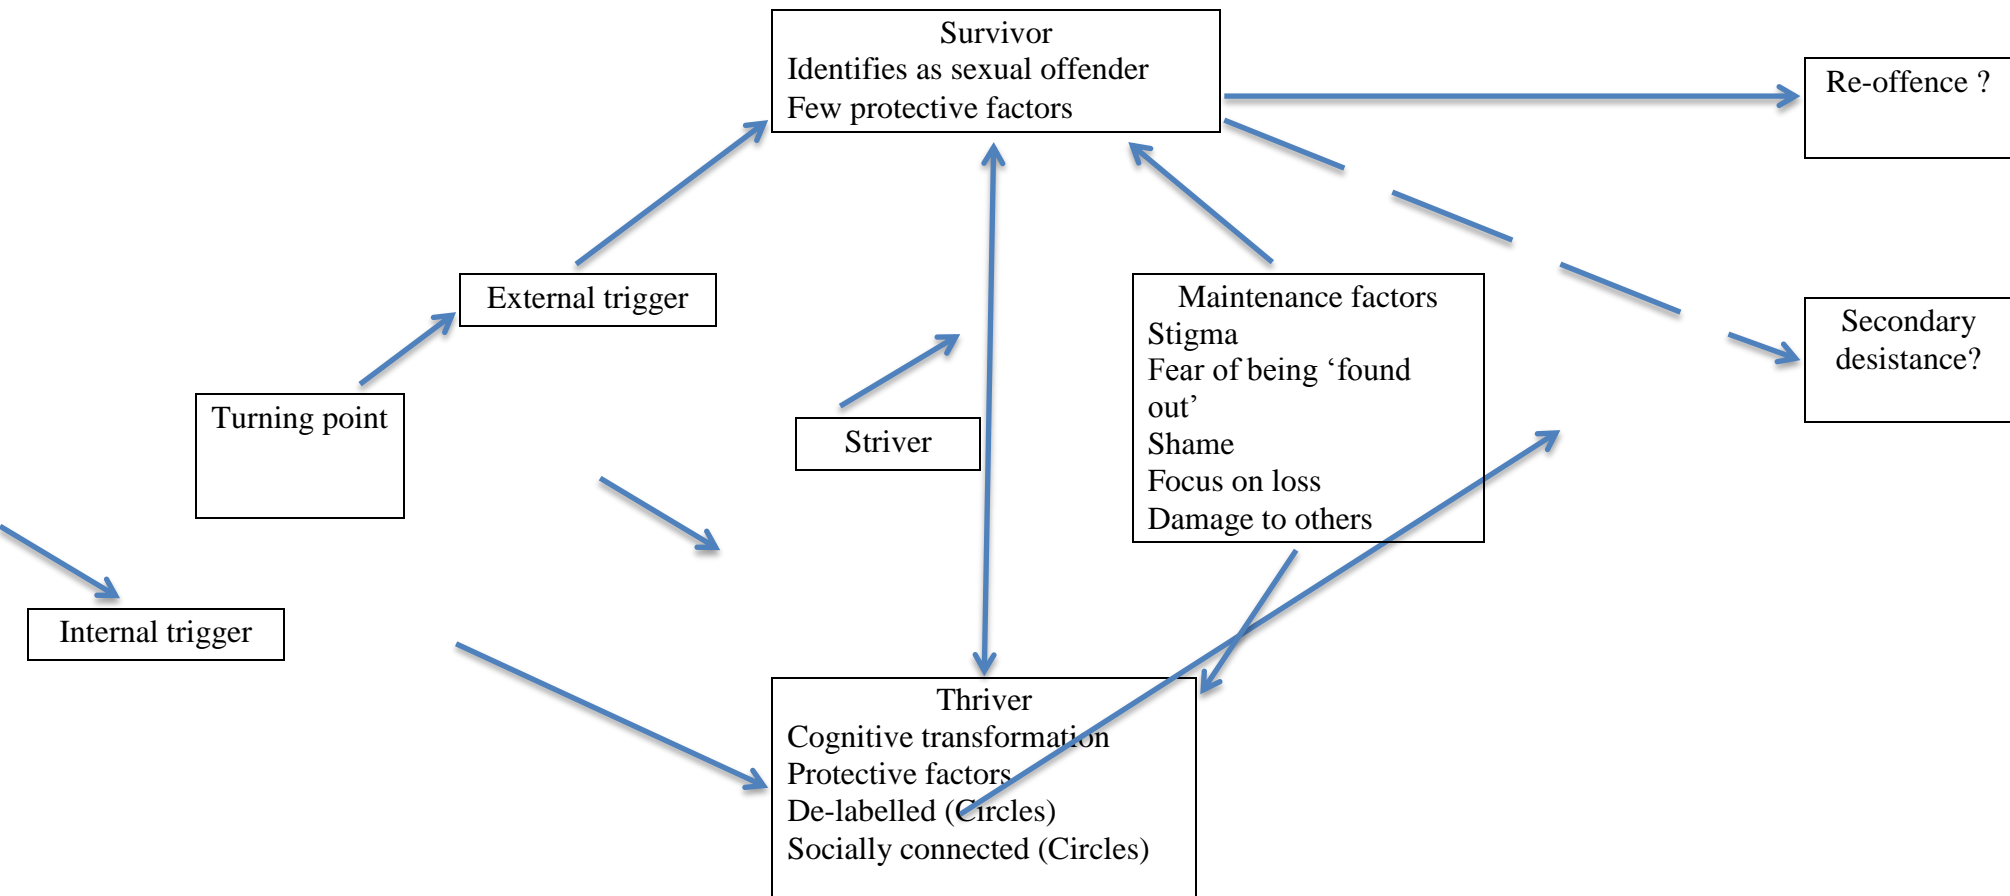 Survivor
Identifies as sexual offender
Few protective factors
Re-offence ?
External trigger
Maintenance factors
Stigma
Fear of being ‘found
out’
Shame
Focus on loss
Damage to others
Secondary
desistance?
Turning point
Striver
Internal trigger
Thriver
Cognitive transformation
Protective factors
De-labelled (Circles)
Socially connected (Circles)